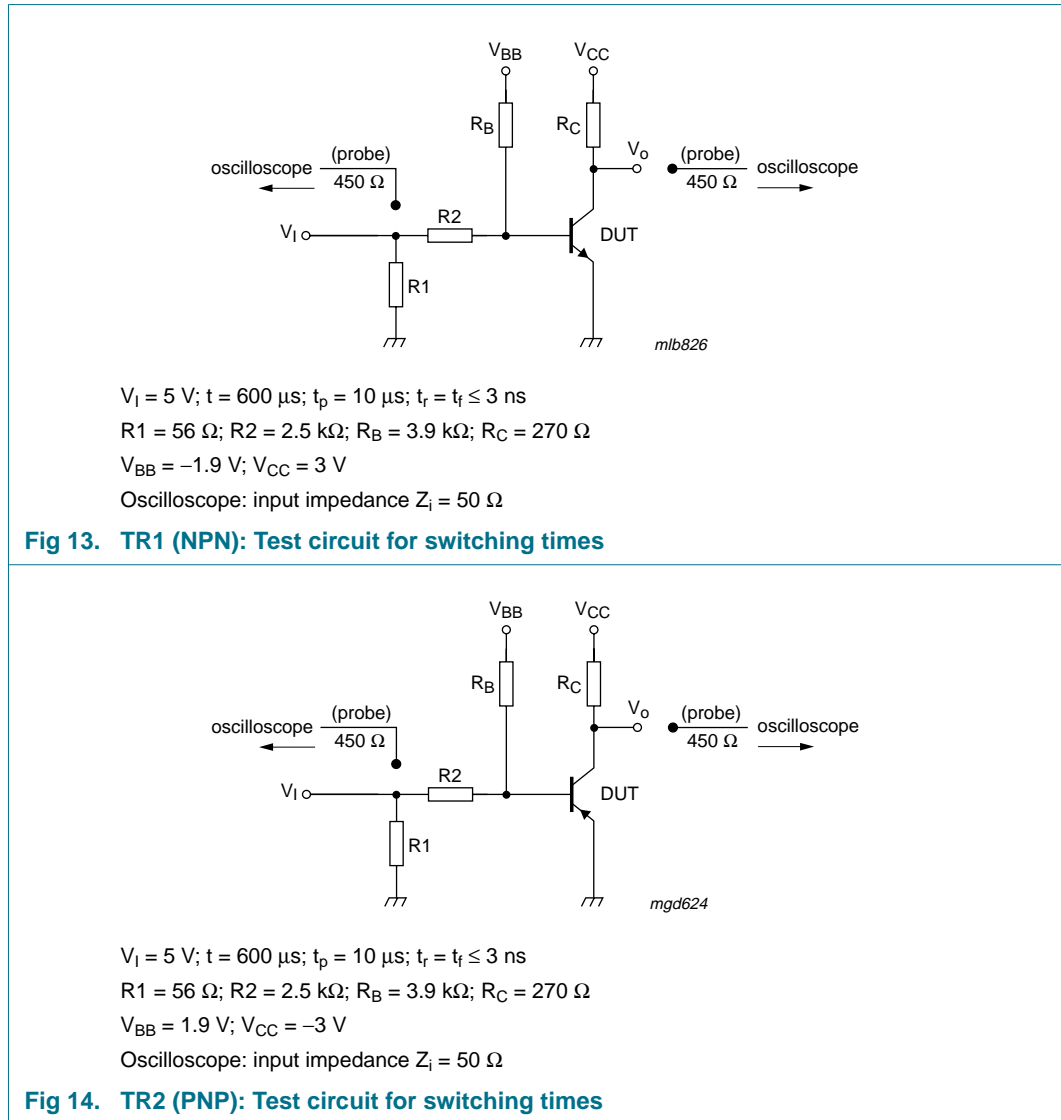 V_BB V_CC
R_B R_C
(probe) V_o (probe)
oscilloscope 450 Ω 450 Ω oscilloscope
R2
V_I DUT
R1
mlb826
V_I = 5 V; t = 600 μs; t_p = 10 μs; t_r = t_f ≤ 3 ns
R1 = 56 Ω; R2 = 2.5 kΩ; R_B = 3.9 kΩ; R_C = 270 Ω
V_BB = −1.9 V; V_CC = 3 V
Oscilloscope: input impedance Z_i = 50 Ω
Fig 13. TR1 (NPN): Test circuit for switching times
V_BB V_CC
R_B R_C
(probe) V_o (probe)
oscilloscope 450 Ω 450 Ω oscilloscope
R2
V_I DUT
R1
mgd624
V_I = 5 V; t = 600 μs; t_p = 10 μs; t_r = t_f ≤ 3 ns
R1 = 56 Ω; R2 = 2.5 kΩ; R_B = 3.9 kΩ; R_C = 270 Ω
V_BB = 1.9 V; V_CC = −3 V
Oscilloscope: input impedance Z_i = 50 Ω
Fig 14. TR2 (PNP): Test circuit for switching times